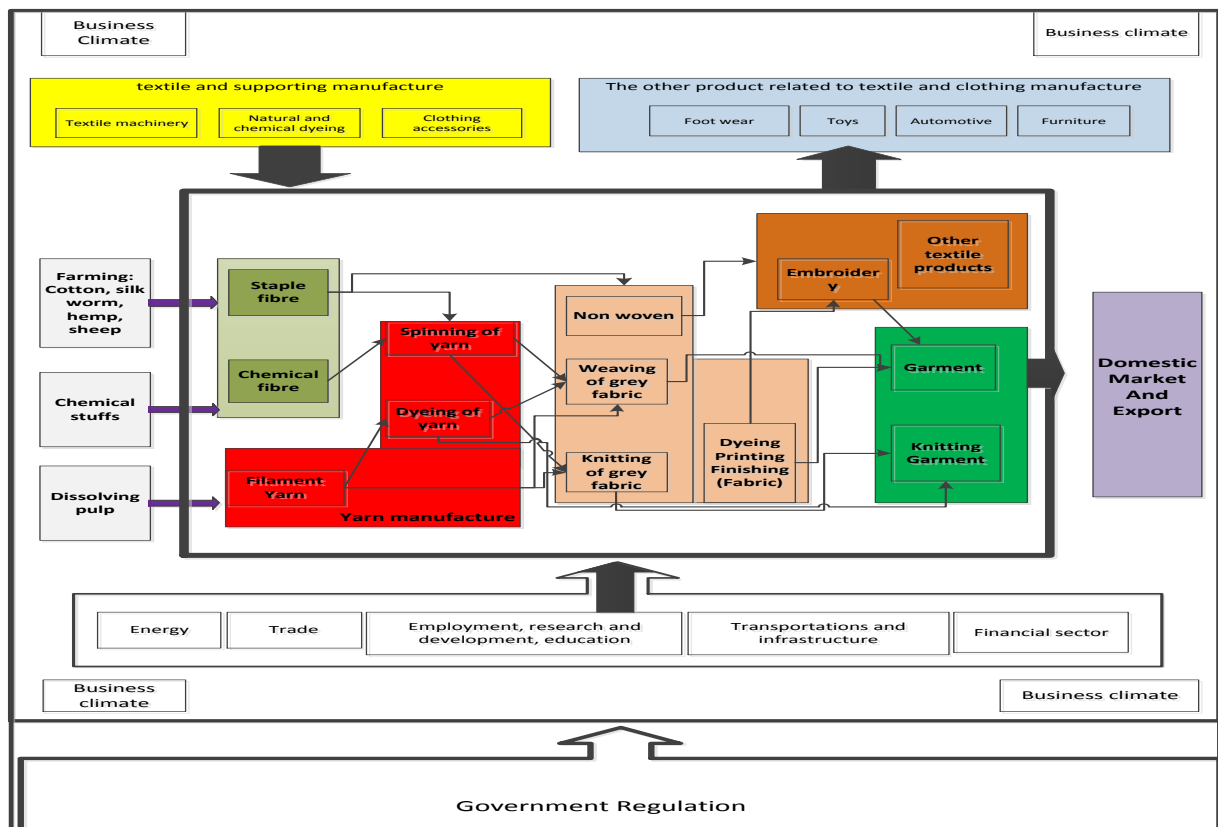 Business
Climate
Business climate
textile and supporting manufacture
Textile machinery
Natural and
chemical dyeing
Clothing
accessories
The other product related to textile and clothing manufacture
Foot wear
Toys
Automotive
Furniture
Farming:
Cotton, silk
worm,
hemp,
sheep
Chemical
stuffs
Dissolving
pulp
Staple
fibre
Chemical
fibre
Spinning of
yarn
Dyeing of
yarn
Filament
Yarn
Yarn manufacture
Non woven
Weaving
of grey
fabric
Knitting
of grey
fabric
Dyeing
Printing
Finishing
(Fabric)
Embroider
y
Other
textile
products
Garment
Knitting
Garment
Domestic
Market
And
Export
Energy
Trade
Employment, research and
development, education
Transportations and
infrastructure
Financial sector
Business
climate
Business climate
Government Regulation